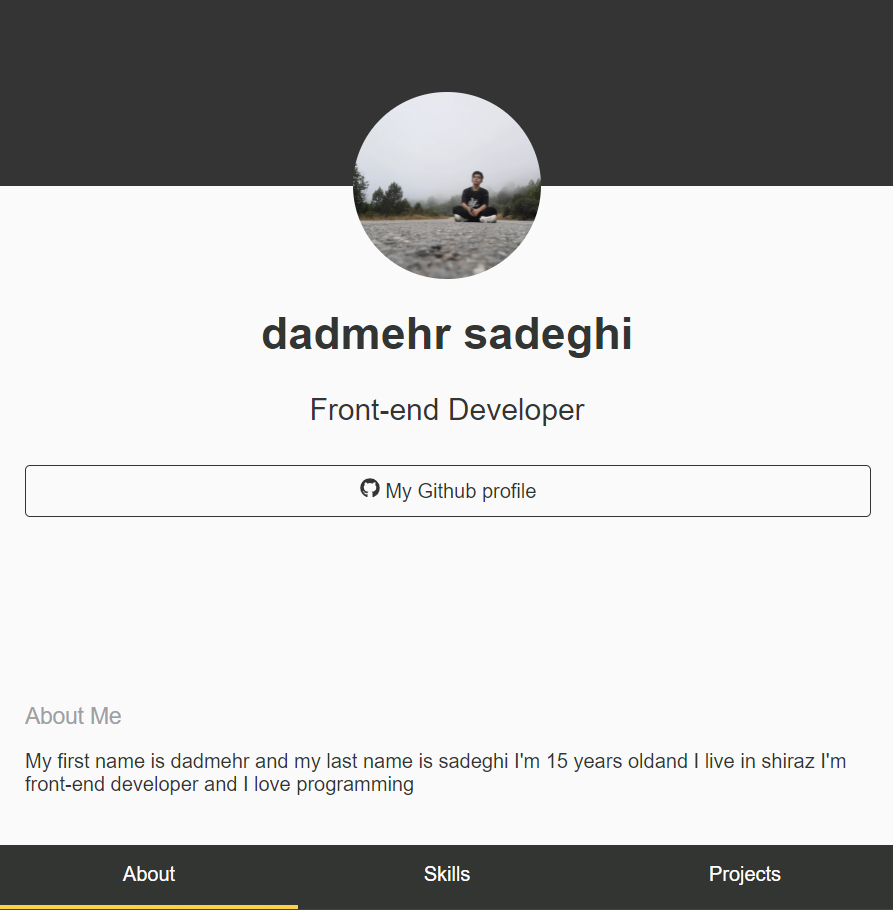 dadmehr sadeghi
Front-end Developer
My Github profile
About Me
My first name is dadmehr and my last name is sadeghi I'm 15 years oldand I live in shiraz I'm
front-end developer and I love programming
About Skills Projects